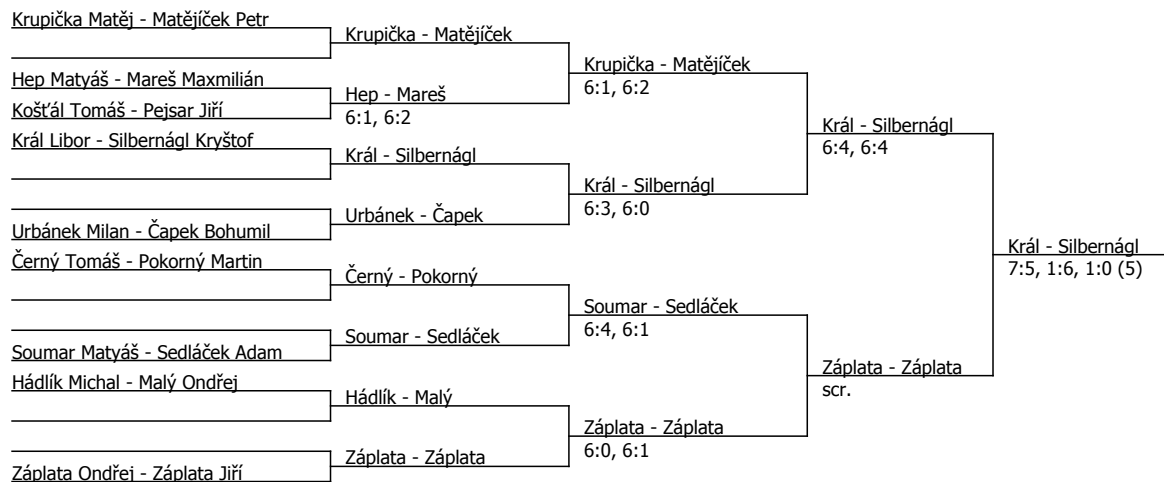 Krupička Matěj - Matějíček Petr
Hep Matyáš - Mareš Maxmilián
Košťál Tomáš - Pejsar Jiří
Král Libor - Silbernágl Kryštof
Urbánek Milan - Čapek Bohumil
Černý Tomáš - Pokorný Martin
Soumar Matyáš - Sedláček Adam
Hádlík Michal - Malý Ondřej
Záplata Ondřej - Záplata Jiří
Krupička - Matějíček
Hep - Mareš
6:1, 6:2
Král - Silbernágl
Urbánek - Čapek
Černý - Pokorný
Soumar - Sedláček
Hádlík - Malý
Záplata - Záplata
Krupička - Matějíček
6:1, 6:2
Král - Silbernágl
6:3, 6:0
Soumar - Sedláček
6:4, 6:1
Záplata - Záplata
6:0, 6:1
Král - Silbernágl
6:4, 6:4
Záplata - Záplata
scr.
Král - Silbernágl
7:5, 1:6, 1:0 (5)